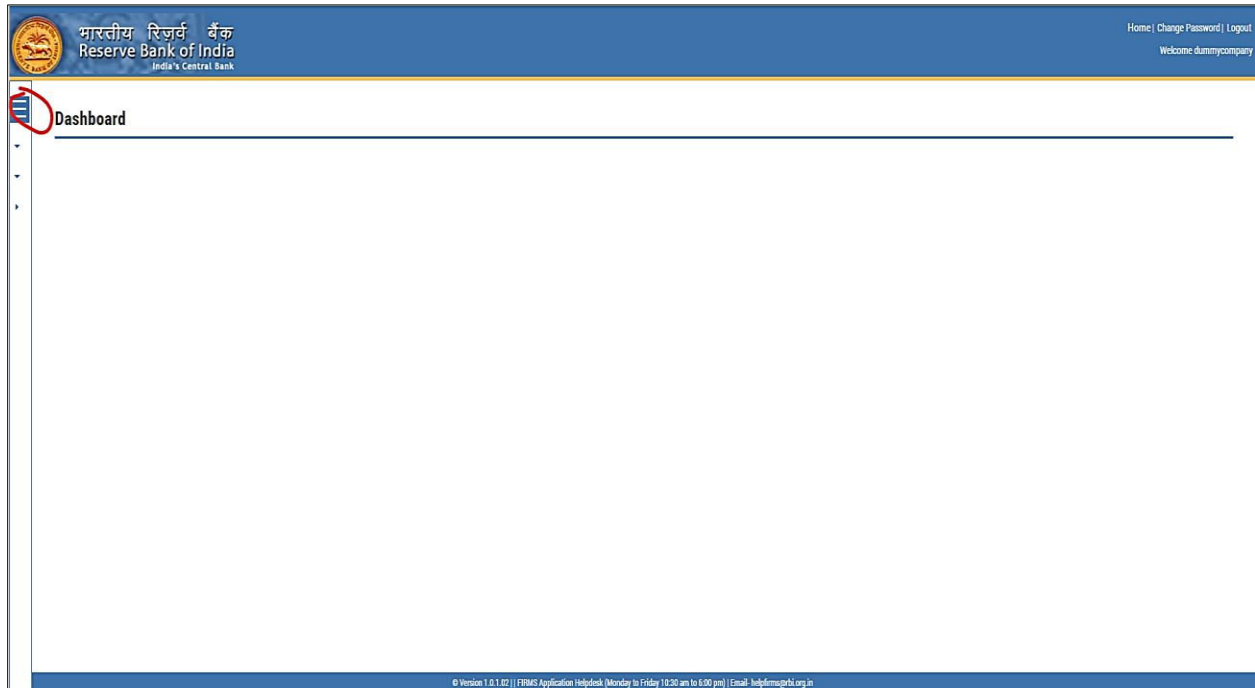 भारतीय रिज़र्व बैंक
Reserve Bank of India
India's Central Bank
Home | Change Password | Logout
Welcome dummycompany
Dashboard
© Version 1.0.1.02 || FIRMS Application Helpdesk (Monday to Friday 10:30 am to 6:00 pm) | Email- helpfirms@rbi.org.in